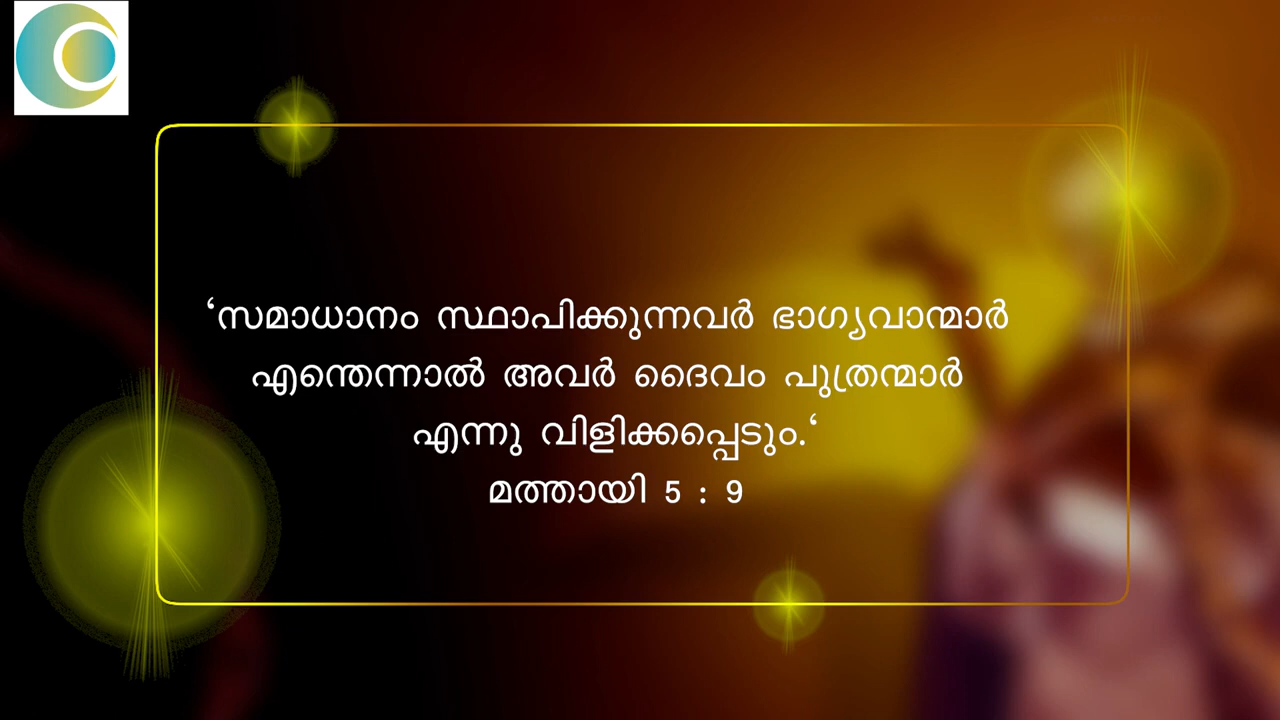 ‘സമാധാനം സ്ഥാപിക്കുന്നവർ ഭാഗ്യവാന്മാർ
എന്തെന്നാൽ അവർ ദൈവം പുത്രന്മാർ
എന്നു വിളിക്കപ്പെടും.‘
മത്തായി 5 : 9